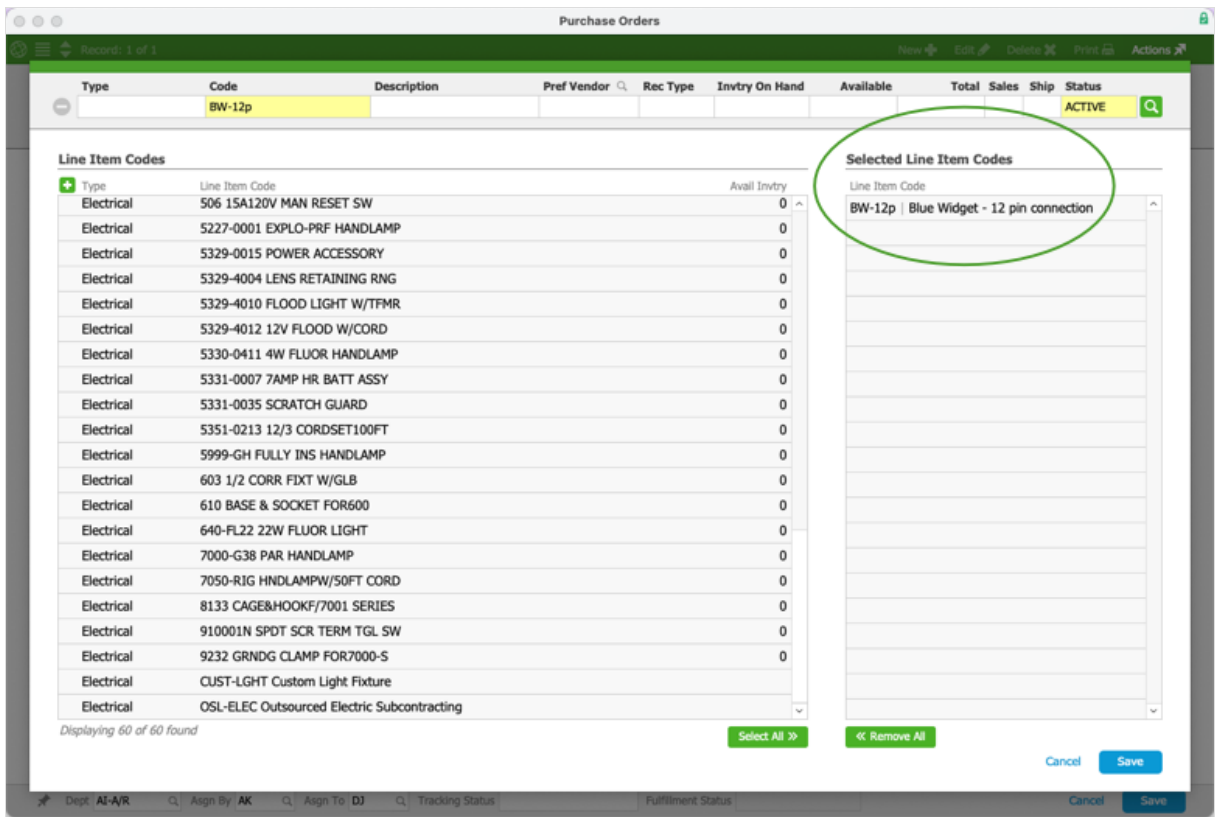 Purchase Orders
Record: 1 of 1 New Edit Delete Print Actions
Type Code Description Pref Vendor Rec Type Invtry On Hand Available Total Sales Ship Status
BW-12p ACTIVE
Line Item Codes
Type Line Item Code Avail Invtry
Electrical 506 15A120V MAN RESET SW 0
Electrical 5227-0001 EXPLO-PRF HANDLAMP 0
Electrical 5329-0015 POWER ACCESSORY 0
Electrical 5329-4004 LENS RETAINING RNG 0
Electrical 5329-4010 FLOOD LIGHT W/TFMR 0
Electrical 5329-4012 12V FLOOD W/CORD 0
Electrical 5330-0411 4W FLUOR HANDLAMP 0
Electrical 5331-0007 7AMP HR BATT ASSY 0
Electrical 5331-0035 SCRATCH GUARD 0
Electrical 5351-0213 12/3 CORDSET100FT 0
Electrical 5999-GH FULLY INS HANDLAMP 0
Electrical 603 1/2 CORR FIXT W/GLB 0
Electrical 610 BASE & SOCKET FOR600 0
Electrical 640-FL22 22W FLUOR LIGHT 0
Electrical 7000-G38 PAR HANDLAMP 0
Electrical 7050-RIG HNDLAMPW/50FT CORD 0
Electrical 8133 CAGE&HOOKF/7001 SERIES 0
Electrical 910001N SPDT SCR TERM TGL SW 0
Electrical 9232 GRNDG CLAMP FOR7000-S 0
Electrical CUST-LGHT Custom Light Fixture
Electrical OSL-ELEC Outsourced Electric Subcontracting
Displaying 60 of 60 found
Select All »
Selected Line Item Codes
Line Item Code
BW-12p | Blue Widget - 12 pin connection
« Remove All
Cancel Save
Dept AI-A/R Asgn By AK Asgn To DJ Tracking Status Fulfillment Status Cancel Save